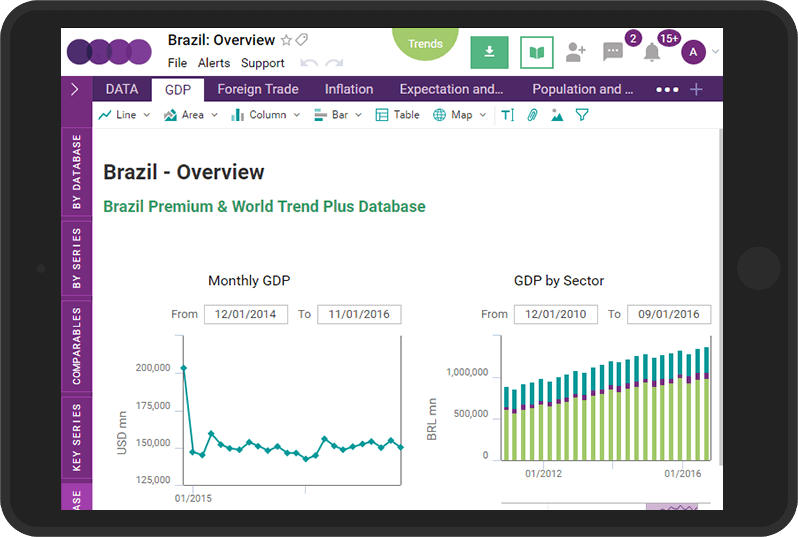 Brazil: Overview
Trends
2
15+
A
File Alerts Support
DATA GDP Foreign Trade Inflation Expectation and... Population and ...
Line Area Column Bar Table Map
BY DATABASE
BY SERIES
COMPARABLES
KEY SERIES
Brazil - Overview
Brazil Premium & World Trend Plus Database
Monthly GDP
From 12/01/2014 To 11/01/2016
USD mn
200,000
175,000
150,000
125,000
01/2015
GDP by Sector
From 12/01/2010 To 09/01/2016
BRL mn
1,000,000
500,000
0
01/2012 01/2016